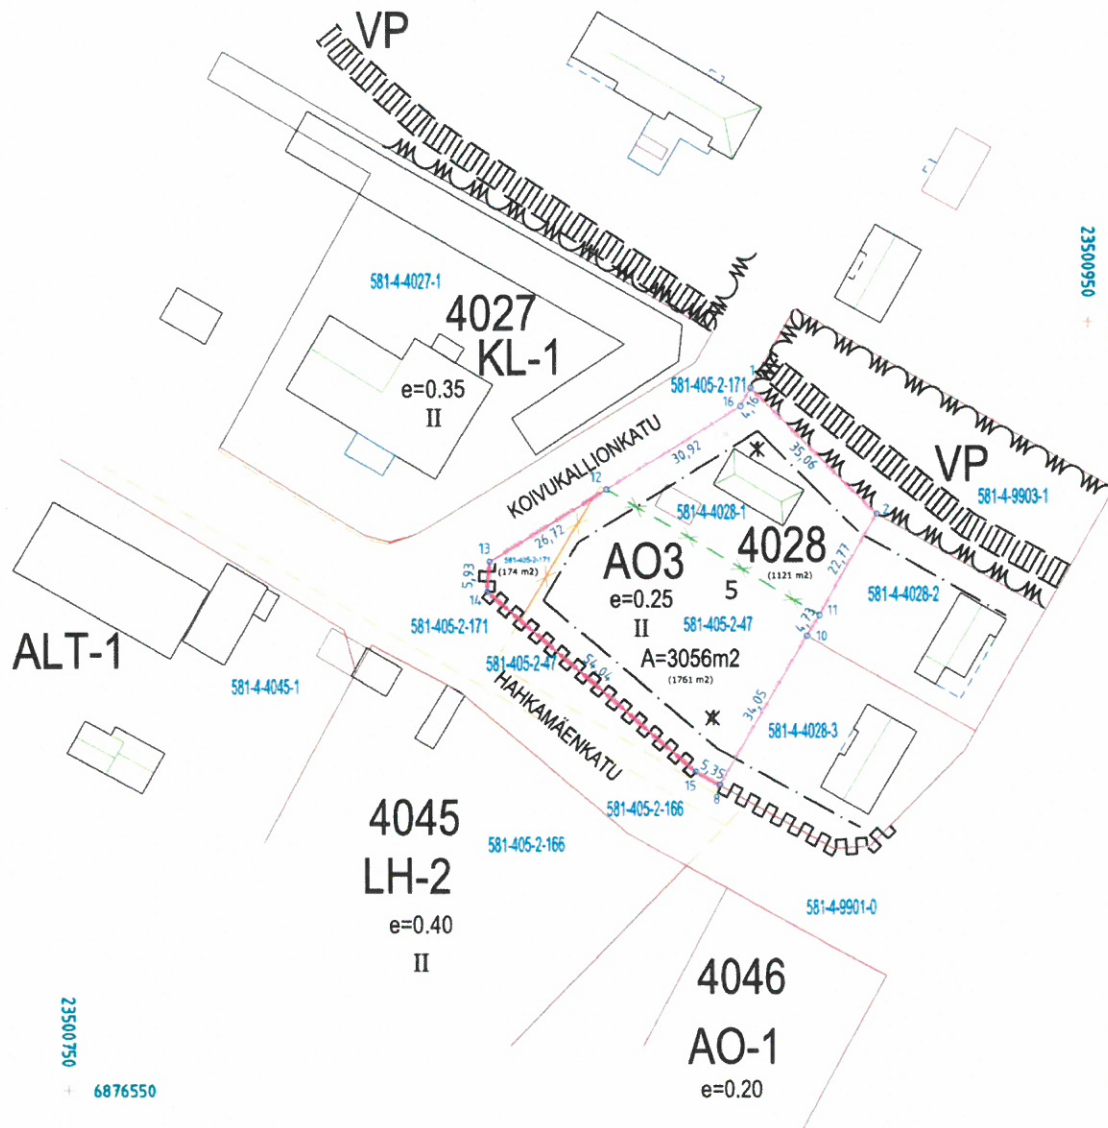 VP
23500950
581-4-4027-1
4027
KL-1
e=0.35
II
581-405-2-171
1
16
4,16
KOIVUKALLIONKATU
30,92
35,06
VP
581-4-9903-1
12
2
581-4-4028-1
26,72
4028
(1121 m2)
22,77
13
581-405-2-171
(174 m2)
AO3
e=0.25
II
5
5,93
14
581-4-4028-2
11
4,73
10
581-405-2-171
581-405-2-47
ALT-1
581-405-2-47
54,04
A=3056m2
(1761 m2)
581-4-4045-1
HAHKAMÄENKATU
34,05
581-4-4028-3
5,35
15
8
581-405-2-166
4045
581-405-2-166
LH-2
e=0.40
II
581-4-9901-0
4046
AO-1
e=0.20
23500750
6876550